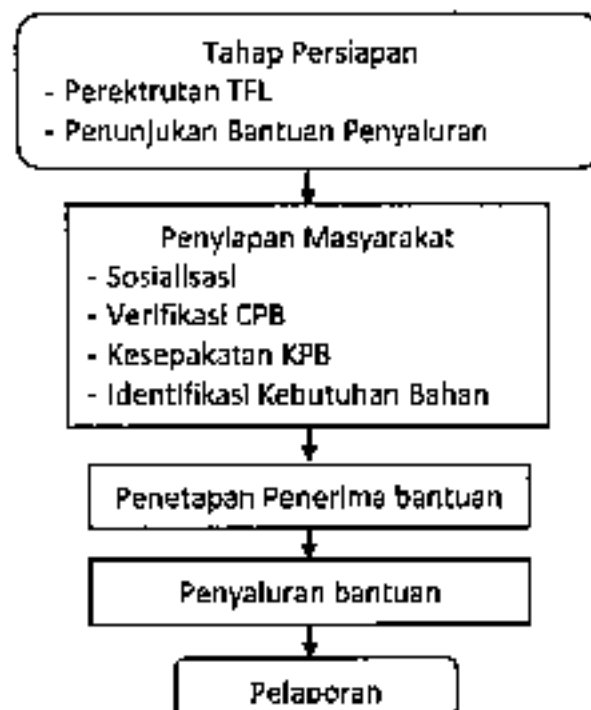 Tahap Persiapan
- Perektrutan TFL
- Penunjukan Bantuan Penyaluran
Penyiapan Masyarakat
- Sosialisasi
- Verifikasi CPB
- Kesepakatan KPB
- Identifikasi Kebutuhan Bahan
Penetapan Penerima bantuan
Penyaluran bantuan
Pelaporan